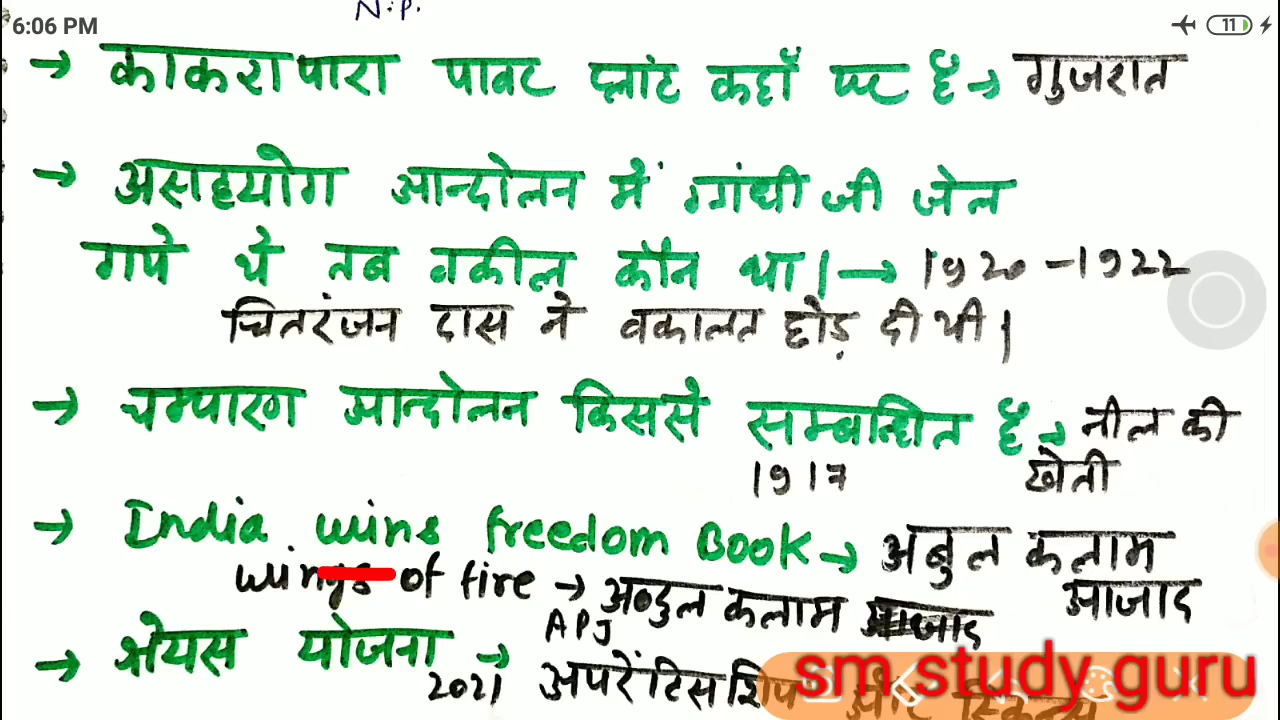 N.P.
6:06 PM 11
→ काकरापारा पावर प्लांट कहाँ पर है → गुजरात
→ असहयोग आन्दोलन में गांधी जी जेल
गये थे तब वकील कौन था। → 1920-1922
चितरंजन दास ने वकालत छोड़ दी थी।
→ चम्पारण आन्दोलन किससे सम्बन्धित है → नील की
1917 खेती
→ India wins freedom Book → अबुल कलाम
आजाद
wings of fire → अब्दुल कलाम
APJ
→ श्रेयस योजना → अपरेंटिसशिप और स्किल्स
2021
sm study guru